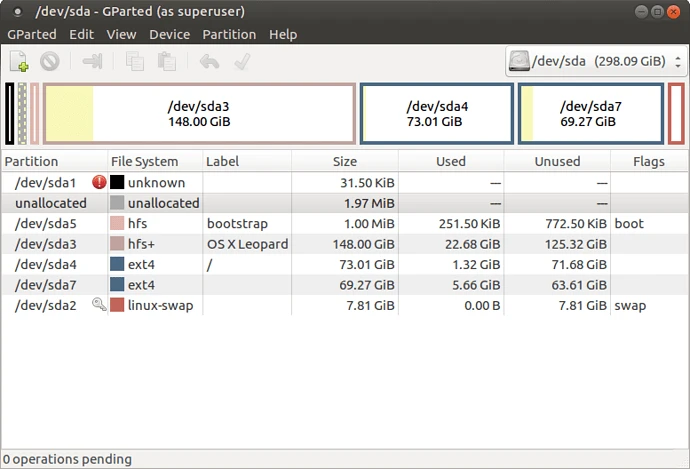 /dev/sda - GParted (as superuser)
GParted Edit View Device Partition Help
/dev/sda (298.09 GiB)
/dev/sda3 /dev/sda4 /dev/sda7
148.00 GiB 73.01 GiB 69.27 GiB
Partition File System Label Size Used Unused Flags
/dev/sda1 unknown 31.50 KiB --- ---
unallocated unallocated 1.97 MiB --- ---
/dev/sda5 hfs bootstrap 1.00 MiB 251.50 KiB 772.50 KiB boot
/dev/sda3 hfs+ OS X Leopard 148.00 GiB 22.68 GiB 125.32 GiB
/dev/sda4 ext4 / 73.01 GiB 1.32 GiB 71.68 GiB
/dev/sda7 ext4 69.27 GiB 5.66 GiB 63.61 GiB
/dev/sda2 linux-swap 7.81 GiB 0.00 B 7.81 GiB swap
0 operations pending